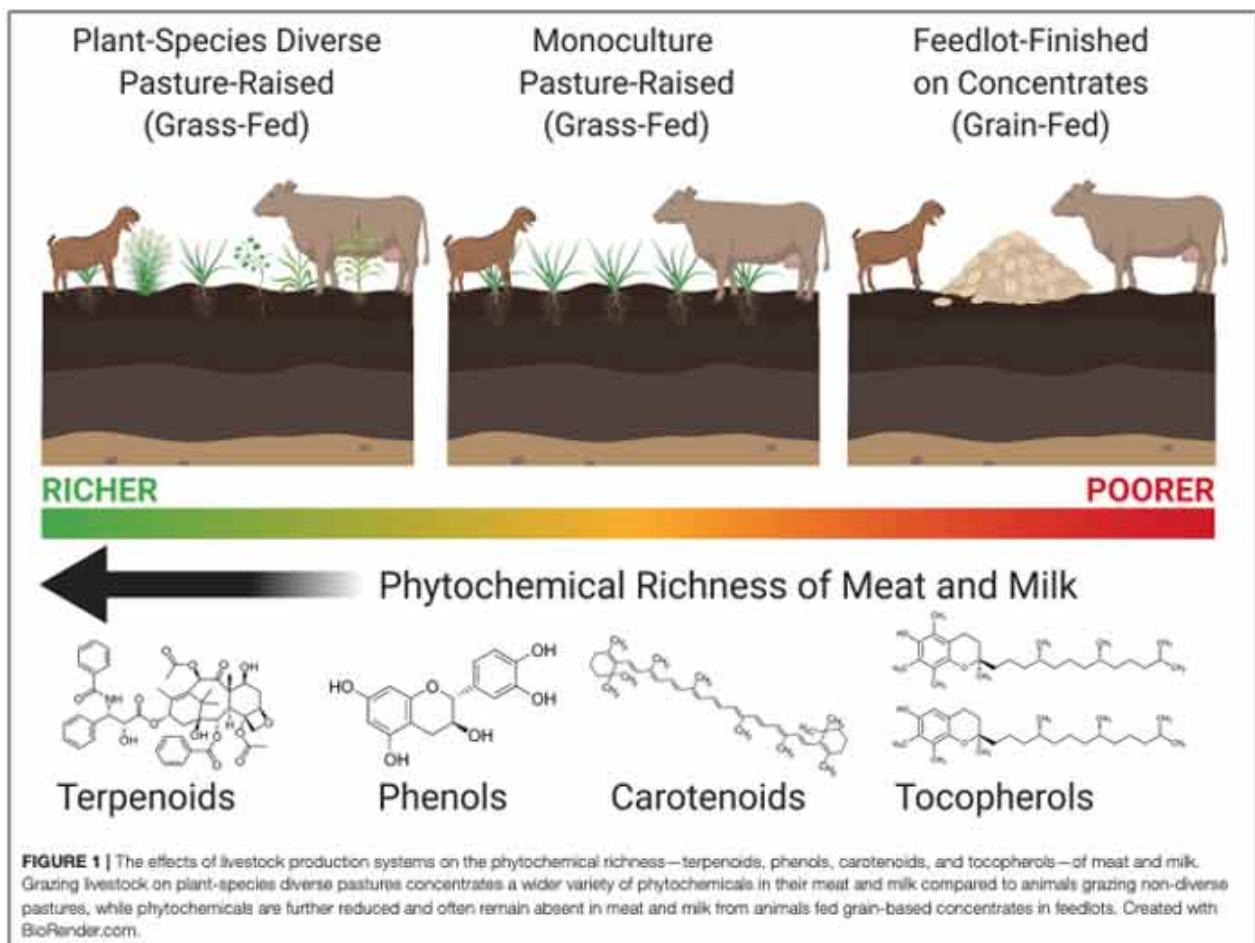 Plant-Species Diverse
Pasture-Raised
(Grass-Fed)
Monoculture
Pasture-Raised
(Grass-Fed)
Feedlot-Finished
on Concentrates
(Grain-Fed)
RICHER
POORER
Phytochemical Richness of Meat and Milk
Terpenoids
Phenols
Carotenoids
Tocopherols
FIGURE 1 | The effects of livestock production systems on the phytochemical richness—terpenoids, phenols, carotenoids, and tocopherols—of meat and milk.
Grazing livestock on plant-species diverse pastures concentrates a wider variety of phytochemicals in their meat and milk compared to animals grazing non-diverse
pastures, while phytochemicals are further reduced and often remain absent in meat and milk from animals fed grain-based concentrates in feedlots. Created with
BioRender.com.